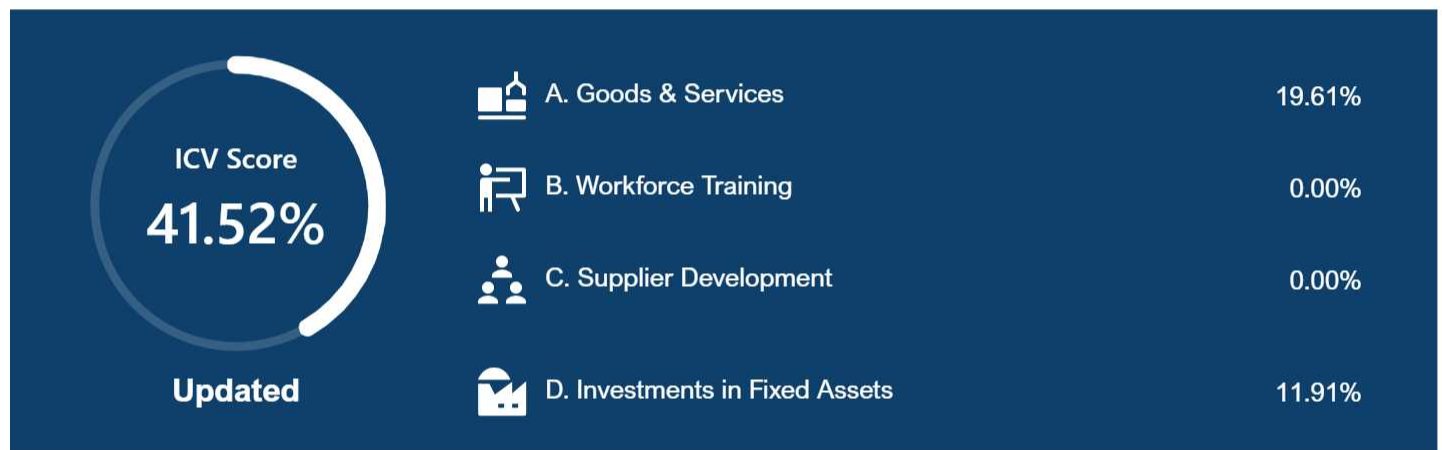 ICV Score
41.52%
Updated
A. Goods & Services 19.61%
B. Workforce Training 0.00%
C. Supplier Development 0.00%
D. Investments in Fixed Assets 11.91%